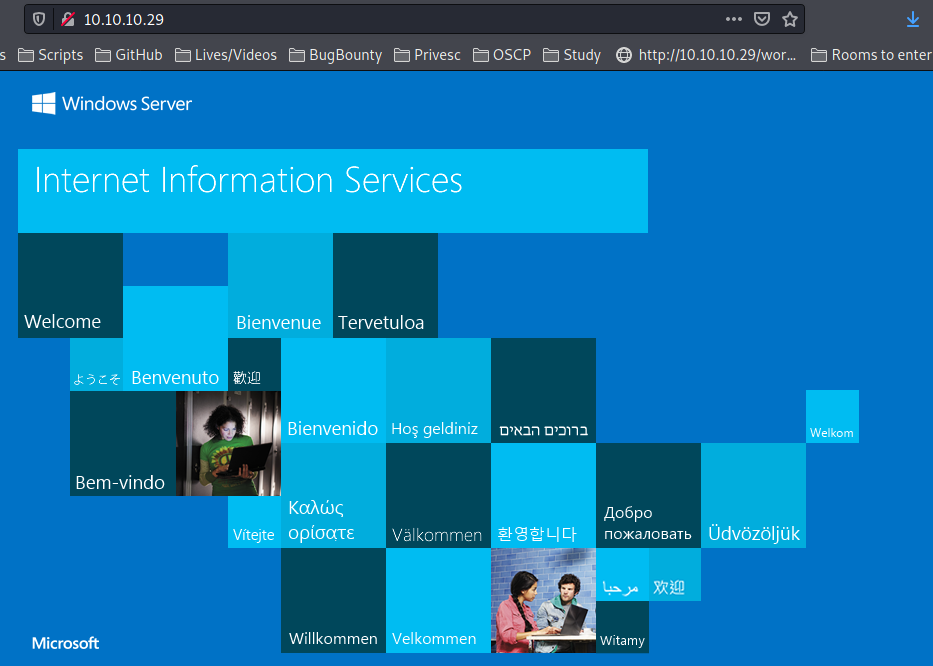 10.10.10.29
s Scripts GitHub Lives/Videos BugBounty Privesc OSCP Study http://10.10.10.29/wor... Rooms to enter
Windows Server
Internet Information Services
Welcome
Bienvenue
Tervetuloa
ようこそ
Benvenuto
歡迎
Bienvenido
Hoş geldiniz
ברוכים הבאים
Welkom
Bem-vindo
Vítejte
Καλώς
ορίσατε
Välkommen
환영합니다
Добро
пожаловать
Üdvözöljük
مرحبا
欢迎
Willkommen
Velkommen
Witamy
Microsoft